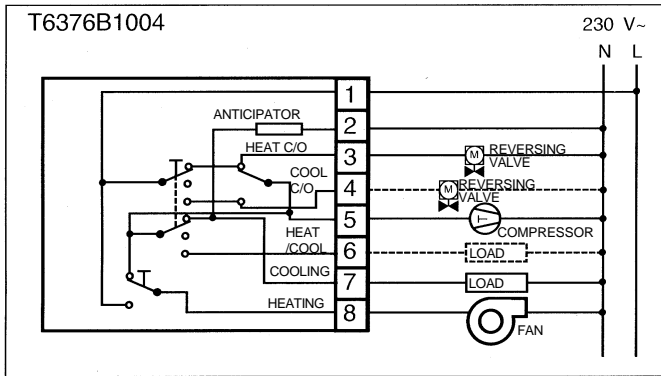 T6376B1004
230 V~
N L
1
ANTICIPATOR
2
HEAT C/O
3
M
REVERSING
VALVE
COOL
C/O
4
M
REVERSING
VALVE
5
T
COMPRESSOR
HEAT
/COOL
6
LOAD
COOLING
7
LOAD
HEATING
8
FAN